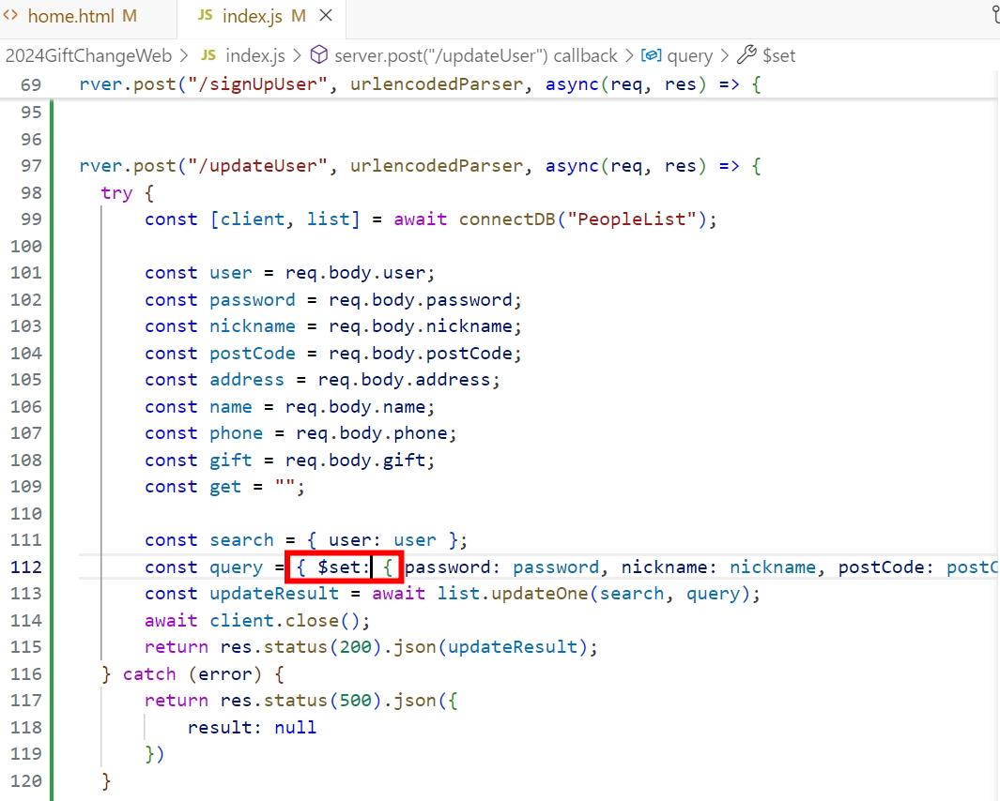 <> home.html M JS index.js M ×
2024GiftChangeWeb > JS index.js > server.post("/updateUser") callback > query > $set
69 rver.post("/signUpUser", urlencodedParser, async(req, res) => {
95
96
97 rver.post("/updateUser", urlencodedParser, async(req, res) => {
98 try {
99 const [client, list] = await connectDB("PeopleList");
100
101 const user = req.body.user;
102 const password = req.body.password;
103 const nickname = req.body.nickname;
104 const postCode = req.body.postCode;
105 const address = req.body.address;
106 const name = req.body.name;
107 const phone = req.body.phone;
108 const gift = req.body.gift;
109 const get = "";
110
111 const search = { user: user };
112 const query = { $set: { password: password, nickname: nickname, postCode: postC
113 const updateResult = await list.updateOne(search, query);
114 await client.close();
115 return res.status(200).json(updateResult);
116 } catch (error) {
117 return res.status(500).json({
118 result: null
119 })
120 }